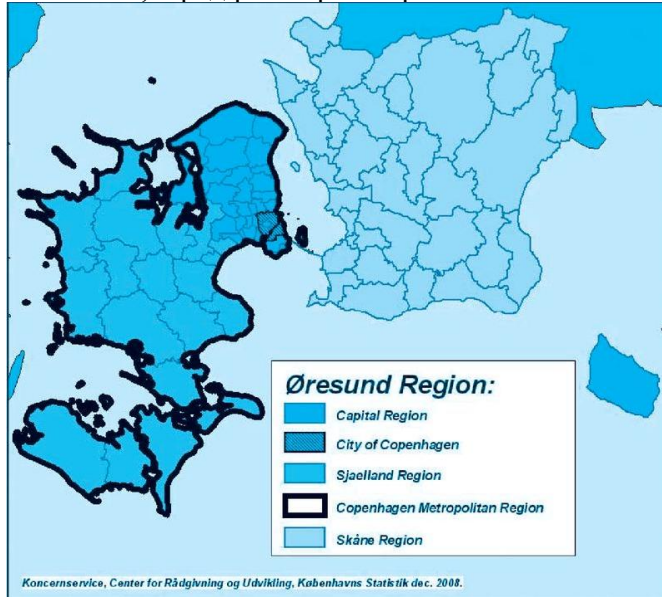 Øresund Region:
Capital Region
City of Copenhagen
Sjaelland Region
Copenhagen Metropolitan Region
Skåne Region
Koncernservice, Center for Rådgivning og Udvikling, Københavns Statistik dec. 2008.